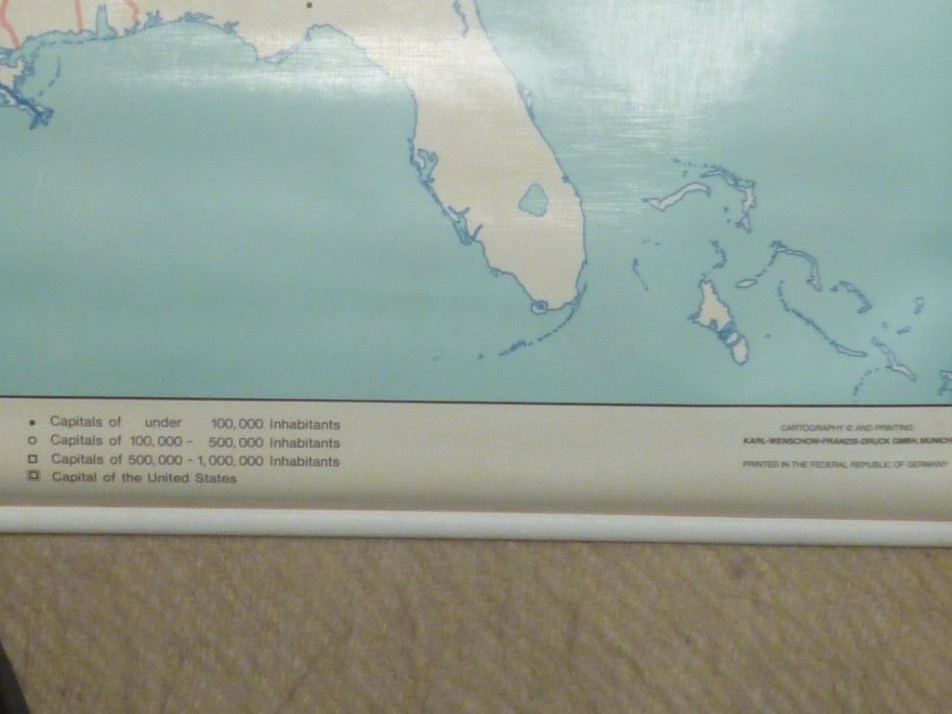 Capitals of under 100,000 Inhabitants
Capitals of 100,000 - 500,000 Inhabitants
Capitals of 500,000 - 1,000,000 Inhabitants
Capital of the United States
CARTOGRAPHY © AND PRINTING
KARL-WENSCHOW-FRANZIS-DRUCK GMBH, MUNICH
PRINTED IN THE FEDERAL REPUBLIC OF GERMANY